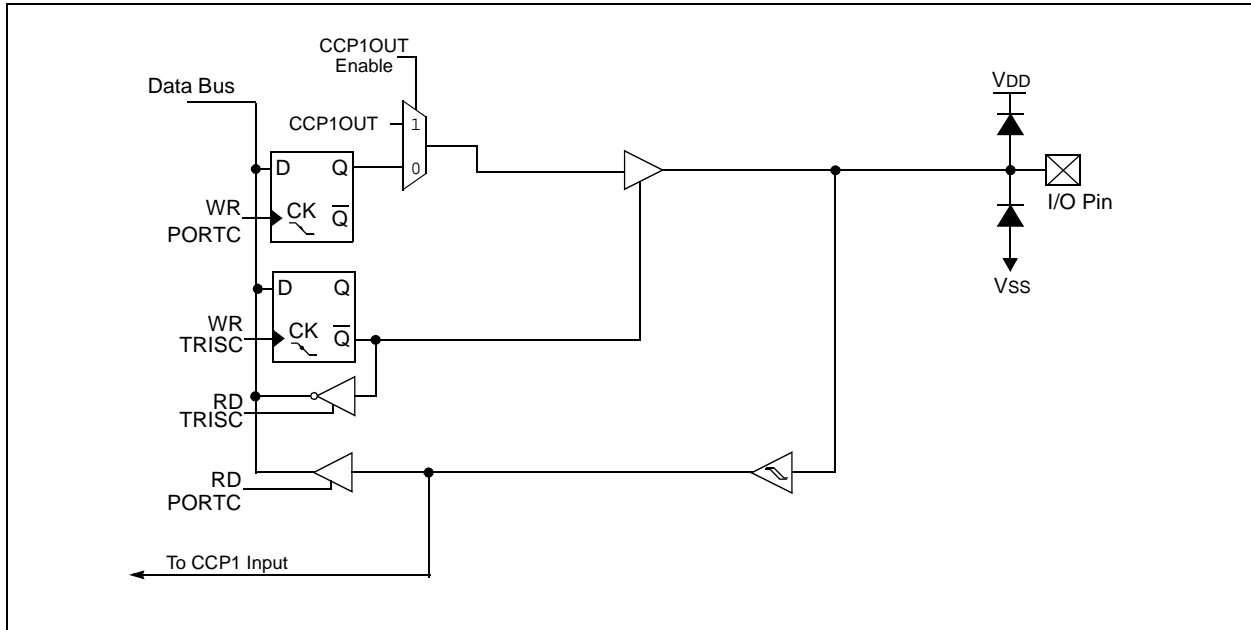 CCP1OUT
Enable
Data Bus
VDD
CCP1OUT
1
D Q
0
I/O Pin
WR
PORTC
CK Q̅
VSS
D Q
WR
TRISC
CK Q̅
RD
TRISC
RD
PORTC
To CCP1 Input